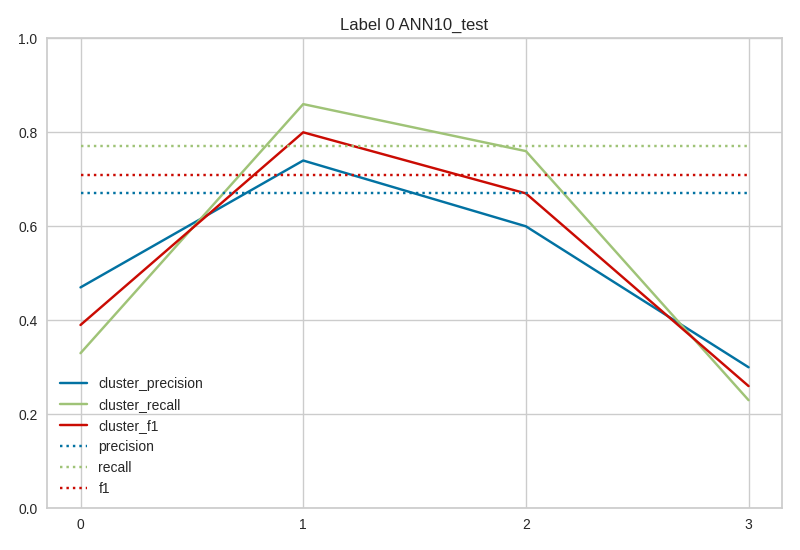 Label 0 ANN10_test
1.0
0.8
0.6
0.4
0.2
0.0
cluster_precision
cluster_recall
cluster_f1
precision
recall
f1
0 1 2 3